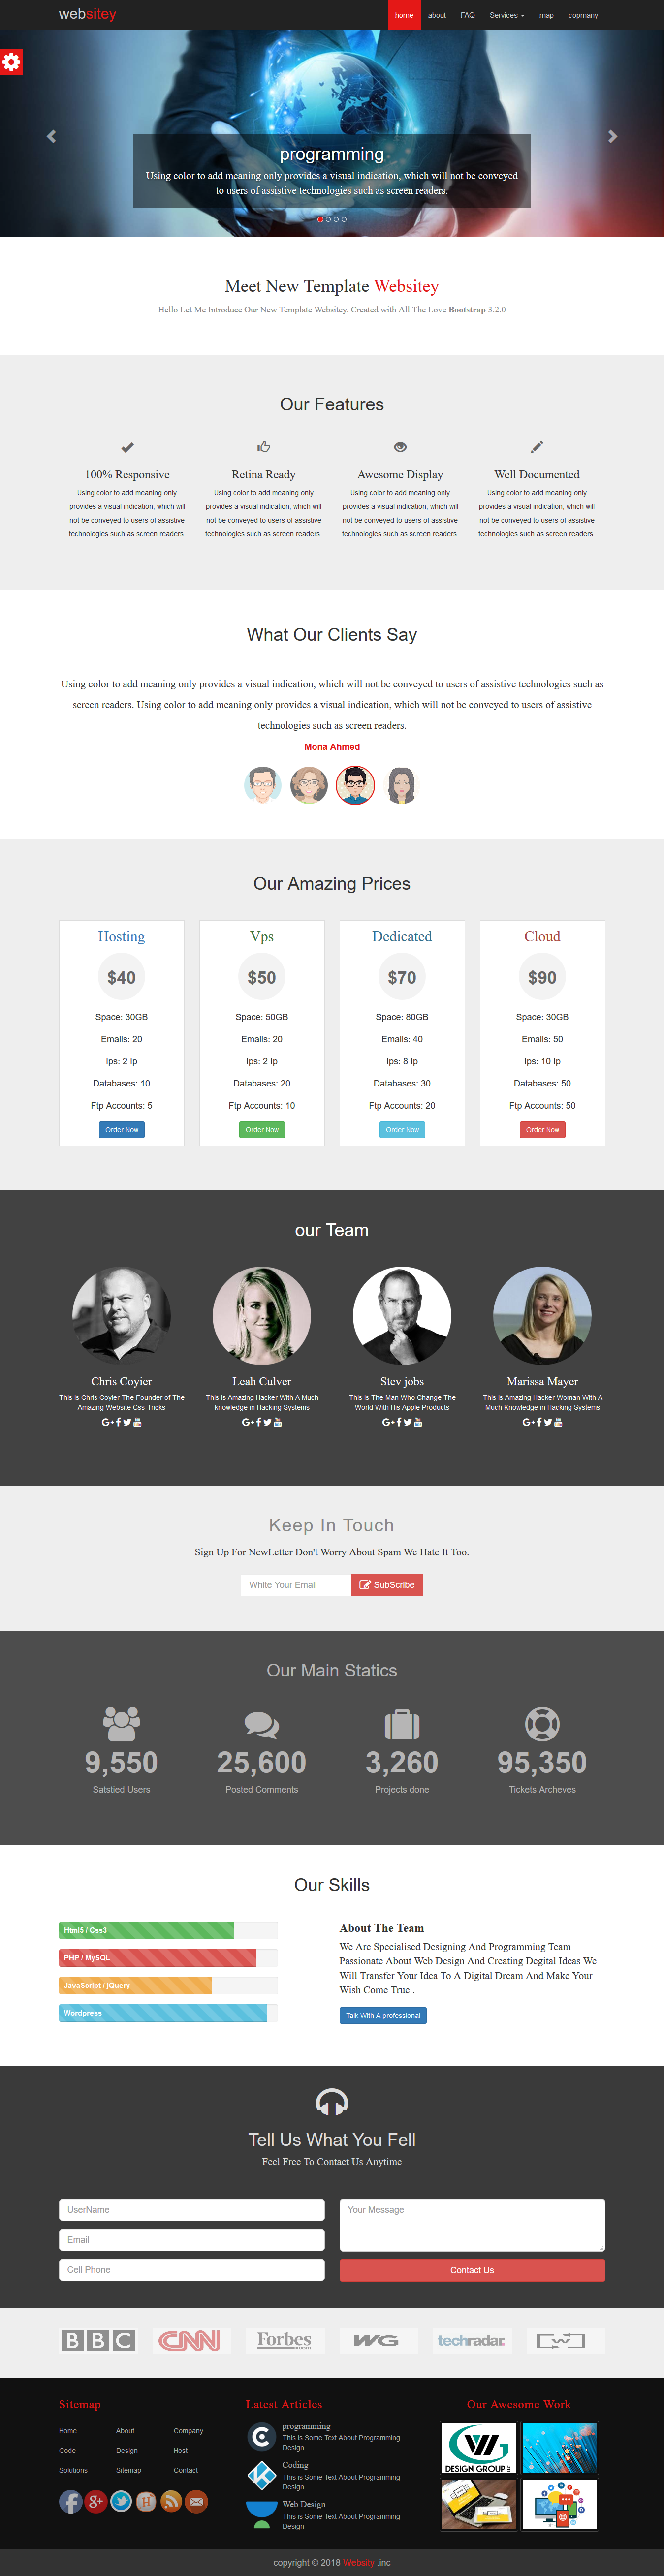 websitey
home about FAQ Services map copmany
programming
Using color to add meaning only provides a visual indication, which will not be conveyed
to users of assistive technologies such as screen readers.
Meet New Template Websitey
Hello Let Me Introduce Our New Template Websitey. Created with All The Love Bootstrap 3.2.0
Our Features
100% Responsive
Using color to add meaning only
provides a visual indication, which will
not be conveyed to users of assistive
technologies such as screen readers.
Retina Ready
Using color to add meaning only
provides a visual indication, which will
not be conveyed to users of assistive
technologies such as screen readers.
Awesome Display
Using color to add meaning only
provides a visual indication, which will
not be conveyed to users of assistive
technologies such as screen readers.
Well Documented
Using color to add meaning only
provides a visual indication, which will
not be conveyed to users of assistive
technologies such as screen readers.
What Our Clients Say
Using color to add meaning only provides a visual indication, which will not be conveyed to users of assistive technologies such as
screen readers. Using color to add meaning only provides a visual indication, which will not be conveyed to users of assistive
technologies such as screen readers.
Mona Ahmed
Our Amazing Prices
Hosting
$40
Space: 30GB
Emails: 20
Ips: 2 Ip
Databases: 10
Ftp Accounts: 5
Order Now
Vps
$50
Space: 50GB
Emails: 20
Ips: 2 Ip
Databases: 20
Ftp Accounts: 10
Order Now
Dedicated
$70
Space: 80GB
Emails: 40
Ips: 8 Ip
Databases: 30
Ftp Accounts: 20
Order Now
Cloud
$90
Space: 30GB
Emails: 50
Ips: 10 Ip
Databases: 50
Ftp Accounts: 50
Order Now
our Team
Chris Coyier
This is Chris Coyier The Founder of The
Amazing Website Css-Tricks
Leah Culver
This is Amazing Hacker With A Much
knowledge in Hacking Systems
Stev jobs
This is The Man Who Change The
World With His Apple Products
Marissa Mayer
This is Amazing Hacker Woman With A
Much Knowledge in Hacking Systems
Keep In Touch
Sign Up For NewLetter Don't Worry About Spam We Hate It Too.
White Your Email
SubScribe
Our Main Statics
9,550
Satstied Users
25,600
Posted Comments
3,260
Projects done
95,350
Tickets Archeves
Our Skills
Html5 / Css3
PHP / MySQL
JavaScript / jQuery
Wordpress
About The Team
We Are Specialised Designing And Programming Team
Passionate About Web Design And Creating Degital Ideas We
Will Transfer Your Idea To A Digital Dream And Make Your
Wish Come True .
Talk With A professional
Tell Us What You Fell
Feel Free To Contact Us Anytime
UserName
Email
Cell Phone
Your Message
Contact Us
BBC
CNN
Forbes
.com
WG
techradar.
W
Sitemap
Home About Company
Code Design Host
Solutions Sitemap Contact
Latest Articles
programming
This is Some Text About Programming
Design
Coding
This is Some Text About Programming
Design
Web Design
This is Some Text About Programming
Design
Our Awesome Work
DESIGN GROUP
copyright © 2018 Websity .inc